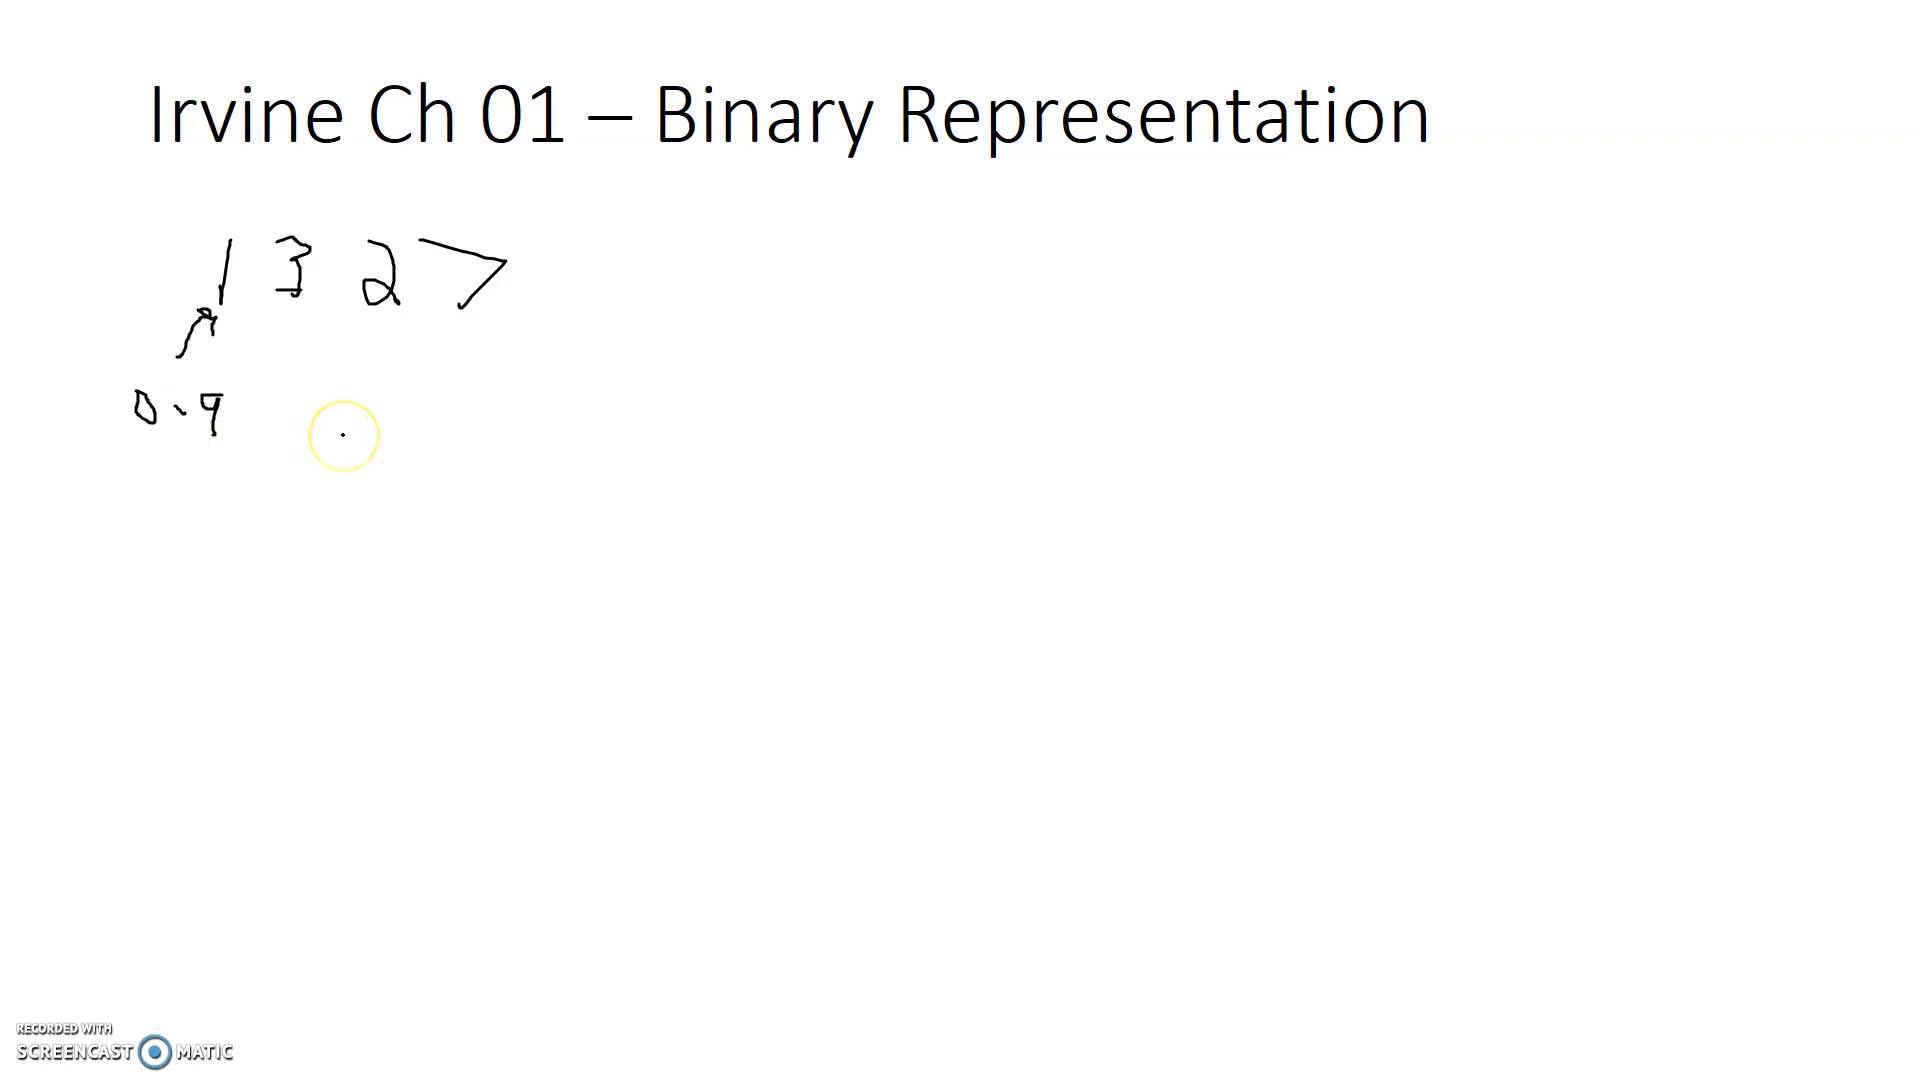 Irvine Ch 01 – Binary Representation
1 3 2 7
0-9
RECORDED WITH
SCREENCAST MATIC